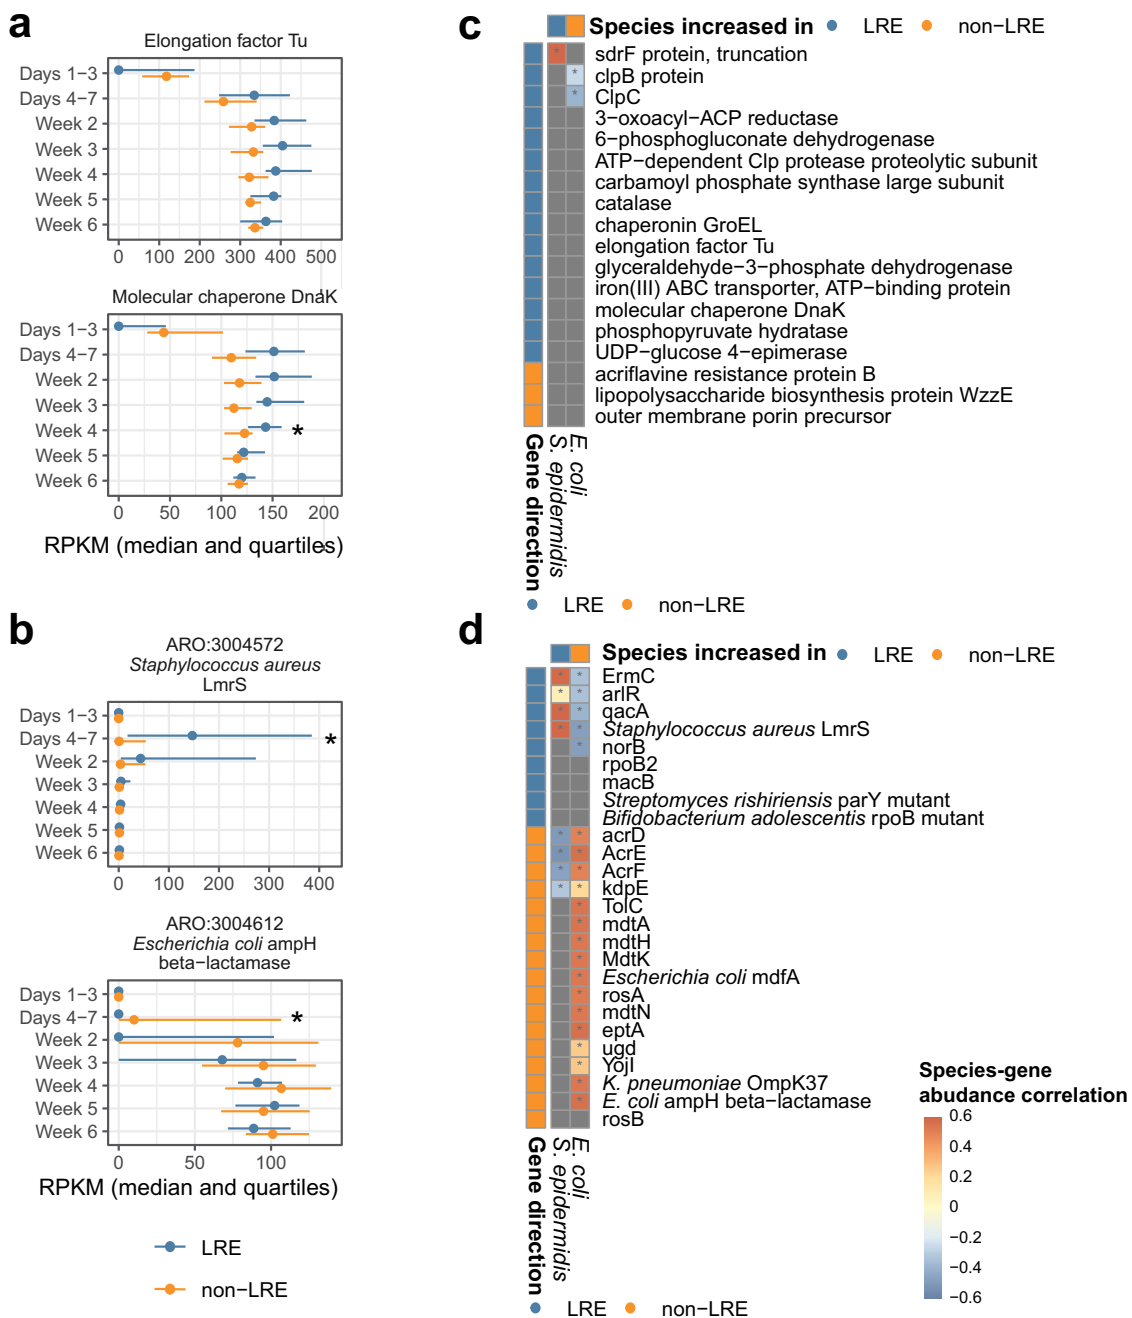 a
Elongation factor Tu
Days 1−3
Days 4−7
Week 2
Week 3
Week 4
Week 5
Week 6
0 100 200 300 400 500
Molecular chaperone DnaK
Days 1−3
Days 4−7
Week 2
Week 3
Week 4
*
Week 5
Week 6
0 50 100 150 200
RPKM (median and quartiles)
b
ARO:3004572
Staphylococcus aureus
LmrS
Days 1−3
Days 4−7
*
Week 2
Week 3
Week 4
Week 5
Week 6
0 100 200 300 400
ARO:3004612
Escherichia coli ampH
beta−lactamase
Days 1−3
Days 4−7
*
Week 2
Week 3
Week 4
Week 5
Week 6
0 50 100
RPKM (median and quartiles)
LRE
non−LRE
c
Species increased in LRE non−LRE
* sdrF protein, truncation
* clpB protein
* ClpC
3−oxoacyl−ACP reductase
6−phosphogluconate dehydrogenase
ATP−dependent Clp protease proteolytic subunit
carbamoyl phosphate synthase large subunit
catalase
chaperonin GroEL
elongation factor Tu
glyceraldehyde−3−phosphate dehydrogenase
iron(III) ABC transporter, ATP−binding protein
molecular chaperone DnaK
phosphopyruvate hydratase
UDP−glucose 4−epimerase
acriflavine resistance protein B
lipopolysaccharide biosynthesis protein WzzE
outer membrane porin precursor
Gene direction
S. epidermidis
E. coli
LRE non−LRE
d
Species increased in LRE non−LRE
* * ErmC
* * arlR
* * qacA
* * Staphylococcus aureus LmrS
* norB
rpoB2
macB
Streptomyces rishiriensis parY mutant
Bifidobacterium adolescentis rpoB mutant
* * acrD
* * AcrE
* * AcrF
* * kdpE
* TolC
* mdtA
* mdtH
* MdtK
* Escherichia coli mdfA
* rosA
* mdtN
* eptA
* ugd
* YojI
* K. pneumoniae OmpK37
* E. coli ampH beta−lactamase
rosB
Gene direction
S. epidermidis
E. coli
LRE non−LRE
Species-gene
abudance correlation
0.6
0.4
0.2
0
−0.2
−0.4
−0.6